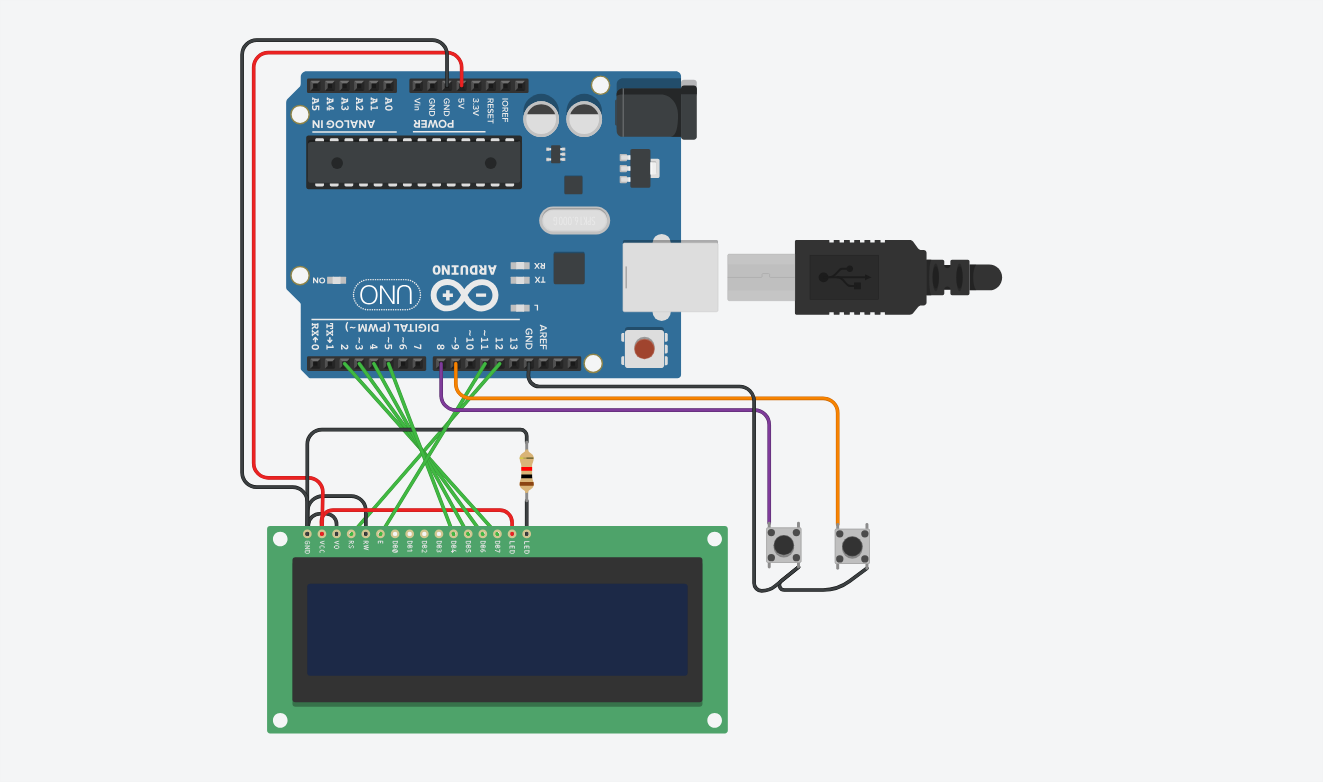 A5 A4 A3 A2 A1 A0
Vin GND GND 5V 3.3V RESET IOREF
ANALOG IN
POWER
RX
TX
L
ON
ARDUINO
UNO
DIGITAL (PWM~)
RX←0 TX→1 2 ~3 4 ~5 ~6 7 8 ~9 ~10 ~11 12 13 GND AREF
GND VCC VO RS RW E DB0 DB1 DB2 DB3 DB4 DB5 DB6 DB7 LED LED